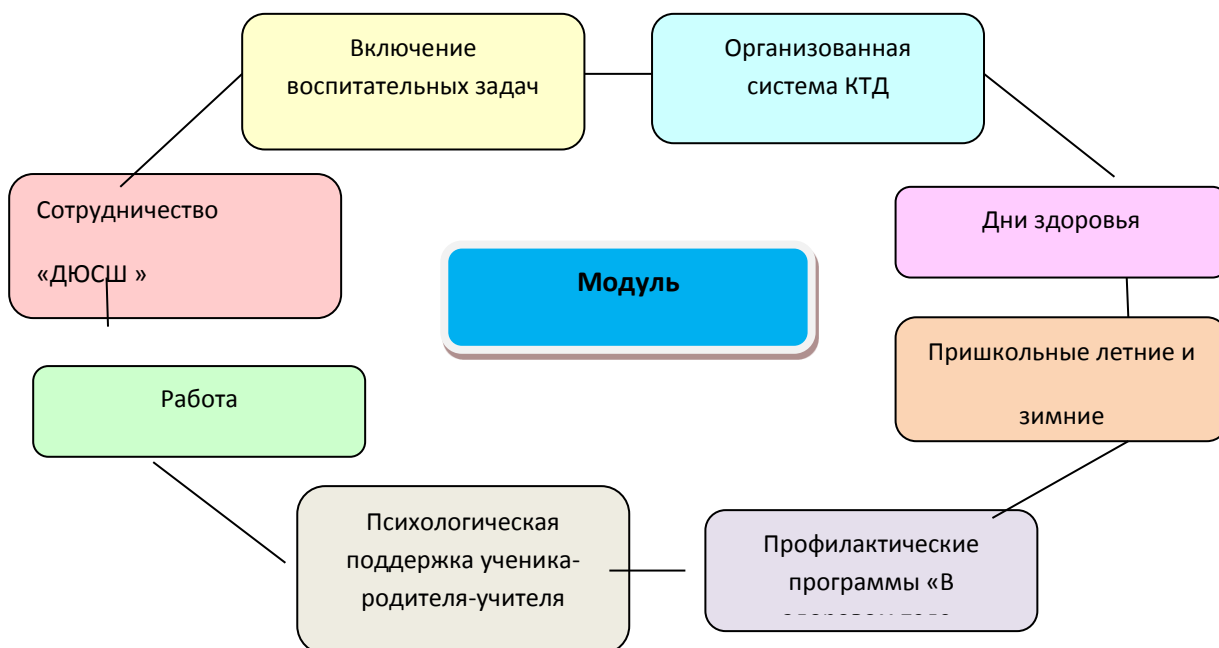 Включение
воспитательных задач
Организованная
система КТД
Сотрудничество
«ДЮСШ »
Дни здоровья
Модуль
Пришкольные летние и
зимние
Работа
Психологическая
поддержка ученика-
родителя-учителя
Профилактические
программы «В